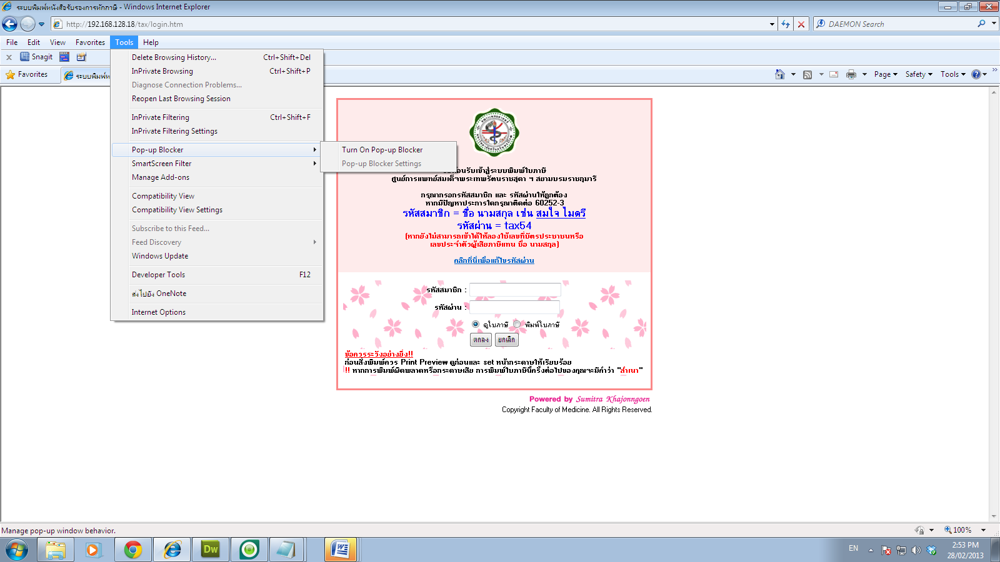 ระบบพิมพ์หนังสือรับรองการหักภาษี - Windows Internet Explorer
http://192.168.128.18/tax/login.htm
DAEMON Search
File Edit View Favorites Tools Help
x Snagit
Favorites
ระบบพิมพ์ห
Page Safety Tools
Delete Browsing History... Ctrl+Shift+Del
InPrivate Browsing Ctrl+Shift+P
Diagnose Connection Problems...
Reopen Last Browsing Session
InPrivate Filtering Ctrl+Shift+F
InPrivate Filtering Settings
Pop-up Blocker
SmartScreen Filter
Manage Add-ons
Compatibility View
Compatibility View Settings
Subscribe to this Feed...
Feed Discovery
Windows Update
Developer Tools F12
ส่งไปยัง OneNote
Internet Options
Turn On Pop-up Blocker
Pop-up Blocker Settings
นรับเข้าสู่ระบบพิมพ์ใบภาษี
ศูนย์การแพทย์สมเด็จพระเทพรัตนราชสุดา ฯ สยามบรมราชกุมารี
กรุณากรอกรหัสสมาชิก และ รหัสผ่านให้ถูกต้อง
หากมีปัญหาประการใดกรุณาติดต่อ 60252-3
รหัสสมาชิก = ชื่อ นามสกุล เช่น สมใจ ไมตรี
รหัสผ่าน = tax54
(หากยังไม่สามารถเข้าได้ให้ลองใช้เลขที่บัตรประชาชนหรือ
เลขประจำตัวผู้เสียภาษีแทน ชื่อ นามสกุล)
คลิกที่นี่เพื่อแก้ไขรหัสผ่าน
รหัสสมาชิก :
รหัสผ่าน :
ดูใบภาษี พิมพ์ใบภาษี
ตกลง ยกเลิก
ข้อควรระวังอย่างยิ่ง!!
ก่อนสั่งพิมพ์ควร Print Preview ดูก่อนและ set หน้ากระดาษให้เรียบร้อย
!! หากการพิมพ์ผิดพลาดหรือกระดาษเสีย การพิมพ์ใบภาษีนี้ครั้งต่อไปของคุณจะมีคำว่า "สำเนา"
Powered by Sumitra Khajonngoen
Copyright Faculty of Medicine. All Rights Reserved.
Manage pop-up window behavior.
100%
Dw
EN
2:53 PM
28/02/2013